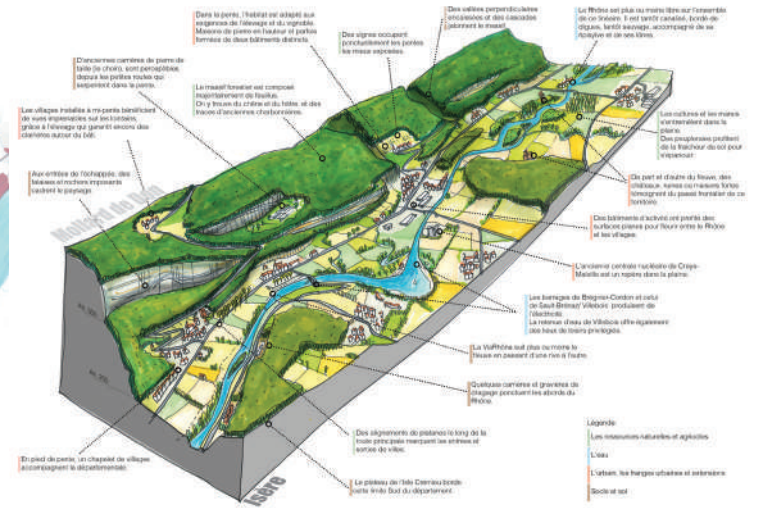 Dans la pente, l'habitat est adapté aux
exigences de l'élevage et du vignoble.
Maisons de pierre en hauteur et parfois
formées de deux bâtiments distincts.
Des vignes occupent
ponctuellement les pentes
les mieux exposées.
Des vallées perpendiculaires
encaissées et des cascades
jalonnent le massif.
Le Rhône est plus ou moins libre sur l'ensemble
de ce linéaire. Il est tantôt canalisé, bordé de
digues, tantôt sauvage, accompagné de sa
ripisylve et de ses lônes.
D'anciennes carrières de pierre de
taille (le choin), sont perceptibles
depuis les petites routes qui
serpentent dans la pente.
Le massif forestier est composé
majoritairement de feuillus.
On y trouve du chêne et du hêtre, et des
traces d'anciennes charbonnières.
Les villages installés à mi-pente bénéficient
de vues imprenables sur les lointains,
grâce à l'élevage qui garantit encore des
clairières autour du bâti.
Les cultures et les marais
s'entremêlent dans la
plaine.
Des peupleraies profitent
de la fraîcheur du sol pour
s'épanouir.
Aux entrées de l'échappée, des
falaises et rochers imposants
cadrent le paysage.
De part et d'autre du fleuve, des
châteaux, ruines ou maisons fortes
témoignent du passé frontalier de ce
territoire.
Mollard de Don
Des bâtiments d'activité ont profité des
surfaces planes pour fleurir entre le Rhône
et les villages.
L'ancienne centrale nucléaire de Creys-
Malville est un repère dans la plaine.
Les barrages de Brégnier-Cordon et celui
de Sault-Brénaz/ Villebois produisent de
l'électricité.
La retenue d'eau de Villebois offre également
des lieux de loisirs privilégiés.
La ViaRhôna suit plus ou moins le
fleuve en passant d'une rive à l'autre.
Quelques carrières et gravières de
dragage ponctuent les abords du
Rhône.
Des alignements de platanes le long de la
route principale marquent les entrées et
sorties de villes.
En pied de pente, un chapelet de villages
accompagnent la départementale.
Le plateau de l'Isle Crémieu borde
cette limite Sud du département.
Isère
Légende
Les ressources naturelles et agricoles
L'eau
L'urbain, les franges urbaines et extensions
Socle et sol